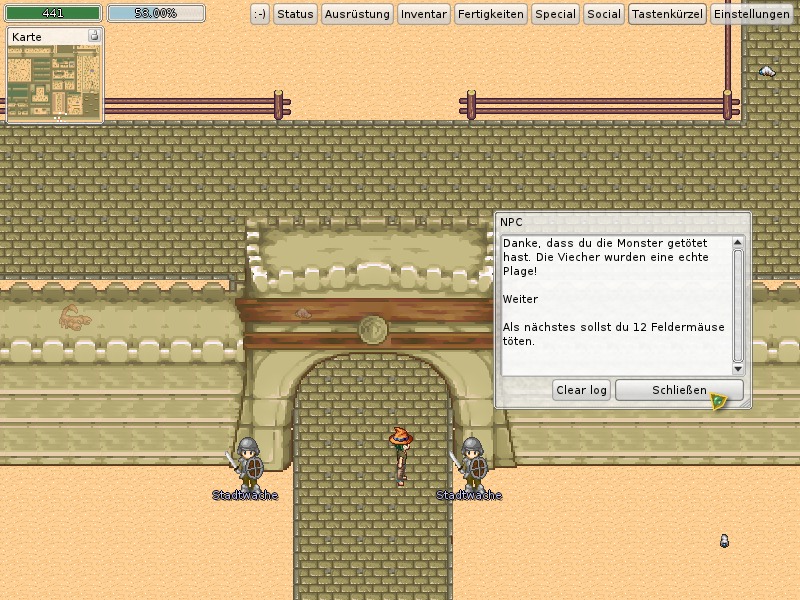 441
53.00%
:-)
Status
Ausrüstung
Inventar
Fertigkeiten
Special
Social
Tastenkürzel
Einstellungen
Karte
NPC
Danke, dass du die Monster getötet
hast. Die Viecher wurden eine echte
Plage!
Weiter
Als nächstes sollst du 12 Feldermäuse
töten.
Clear log
Schließen
Stadtwache
Stadtwache